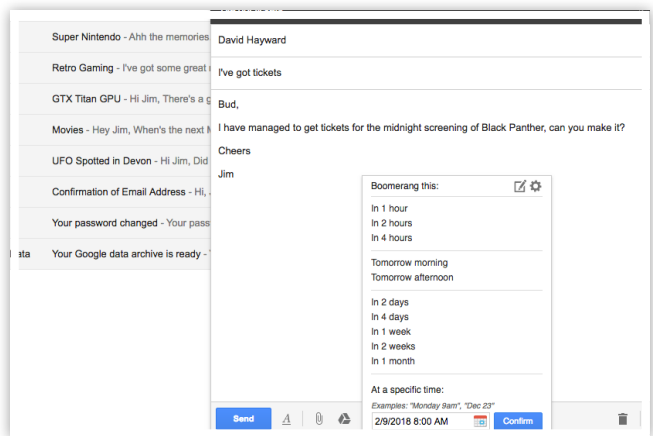 Super Nintendo - Ahh the memories
Retro Gaming - I've got some great
GTX Titan GPU - Hi Jim, There's a g
Movies - Hey Jim, When's the next M
UFO Spotted in Devon - Hi Jim, Did
Confirmation of Email Address - Hi,
Your password changed - Your pass
ata Your Google data archive is ready -
David Hayward
I've got tickets
Bud,
I have managed to get tickets for the midnight screening of Black Panther, can you make it?
Cheers
Jim
Boomerang this:
In 1 hour
In 2 hours
In 4 hours
Tomorrow morning
Tomorrow afternoon
In 2 days
In 4 days
In 1 week
In 2 weeks
In 1 month
At a specific time:
Examples: "Monday 9am", "Dec 23"
2/9/2018 8:00 AM
Confirm
Send A